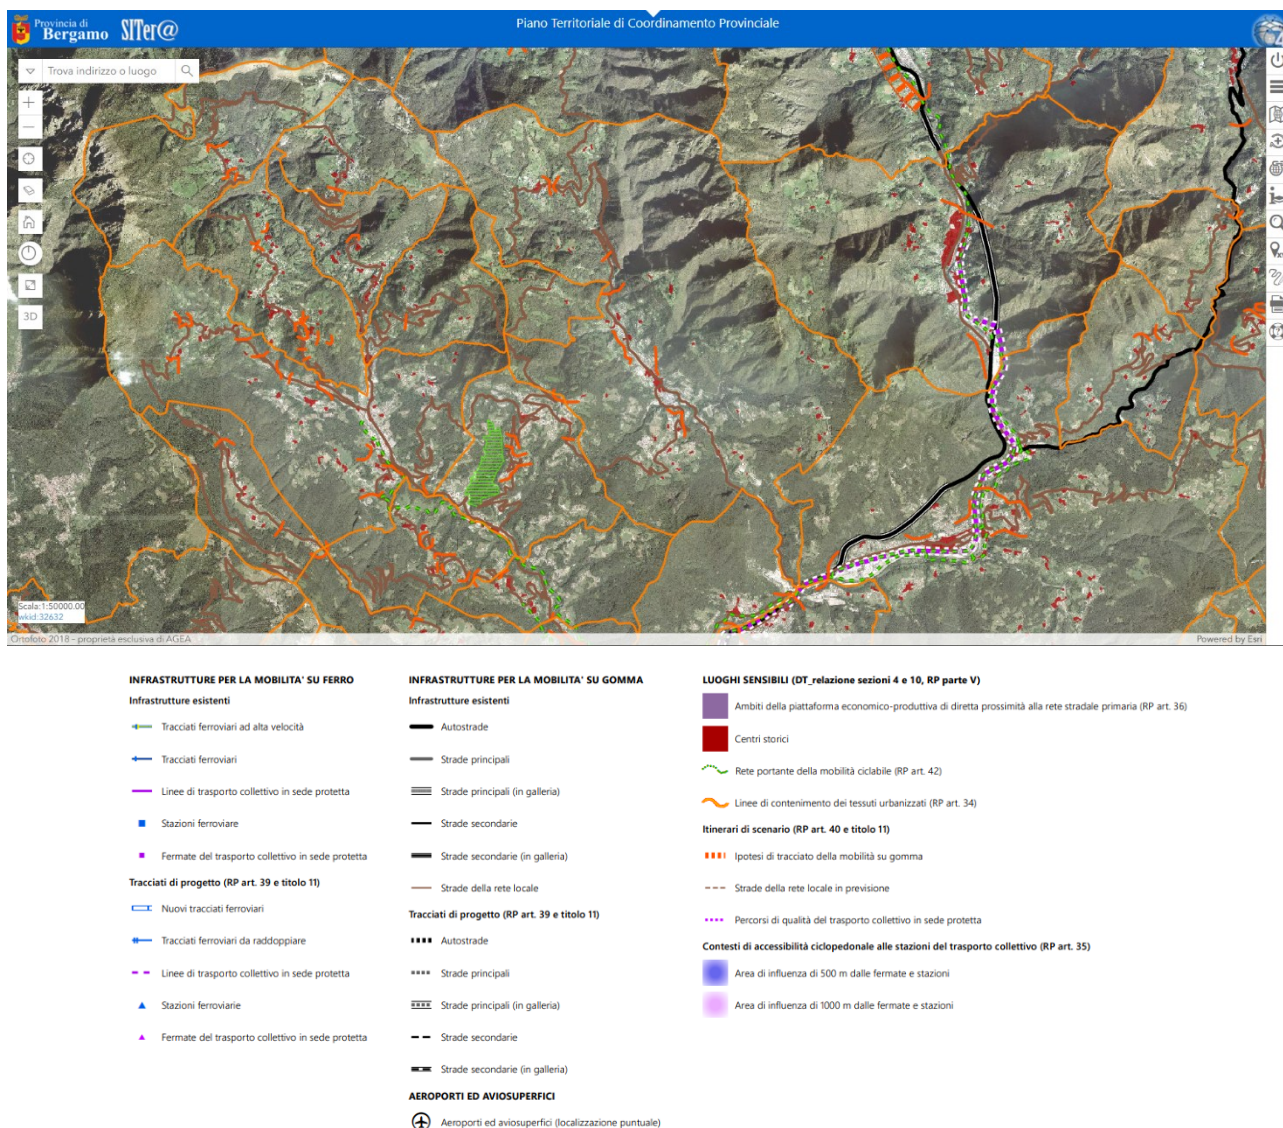 Provincia di
Bergamo SITer@
Piano Territoriale di Coordinamento Provinciale
Trova indirizzo o luogo
+
−
3D
Scala:1:50000.00
wkid:32632
Ortofoto 2018 - proprietà esclusiva di AGEA
Powered by Esri
INFRASTRUTTURE PER LA MOBILITA' SU FERRO
Infrastrutture esistenti
Tracciati ferroviari ad alta velocità
Tracciati ferroviari
Linee di trasporto collettivo in sede protetta
Stazioni ferroviare
Fermate del trasporto collettivo in sede protetta
Tracciati di progetto (RP art. 39 e titolo 11)
Nuovi tracciati ferroviari
Tracciati ferroviari da raddoppiare
Linee di trasporto collettivo in sede protetta
Stazioni ferroviarie
Fermate del trasporto collettivo in sede protetta
INFRASTRUTTURE PER LA MOBILITA' SU GOMMA
Infrastrutture esistenti
Autostrade
Strade principali
Strade principali (in galleria)
Strade secondarie
Strade secondarie (in galleria)
Strade della rete locale
Tracciati di progetto (RP art. 39 e titolo 11)
Autostrade
Strade principali
Strade principali (in galleria)
Strade secondarie
Strade secondarie (in galleria)
AEROPORTI ED AVIOSUPERFICI
Aeroporti ed aviosuperfici (localizzazione puntuale)
LUOGHI SENSIBILI (DT_relazione sezioni 4 e 10, RP parte V)
Ambiti della piattaforma economico-produttiva di diretta prossimità alla rete stradale primaria (RP art. 36)
Centri storici
Rete portante della mobilità ciclabile (RP art. 42)
Linee di contenimento dei tessuti urbanizzati (RP art. 34)
Itinerari di scenario (RP art. 40 e titolo 11)
Ipotesi di tracciato della mobilità su gomma
Strade della rete locale in previsione
Percorsi di qualità del trasporto collettivo in sede protetta
Contesti di accessibilità ciclopedonale alle stazioni del trasporto collettivo (RP art. 35)
Area di influenza di 500 m dalle fermate e stazioni
Area di influenza di 1000 m dalle fermate e stazioni